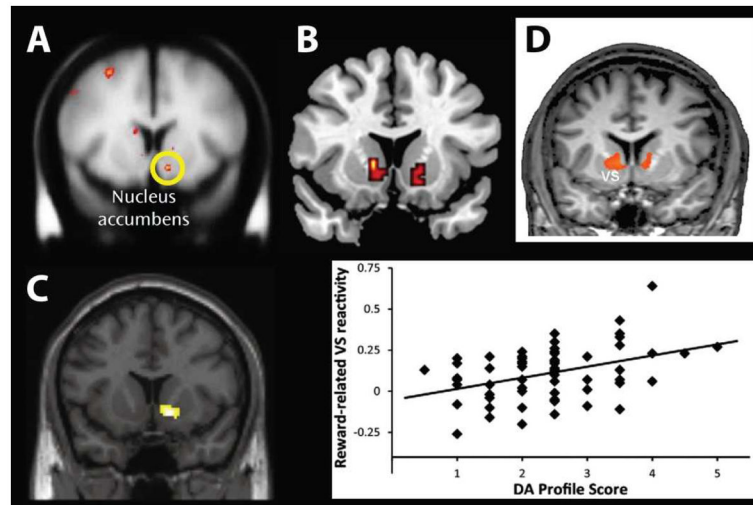 A
B
D
Nucleus
accumbens
VS
C
Reward-related VS reactivity
0.75
0.5
0.25
0
-0.25
1
2
3
4
5
DA Profile Score